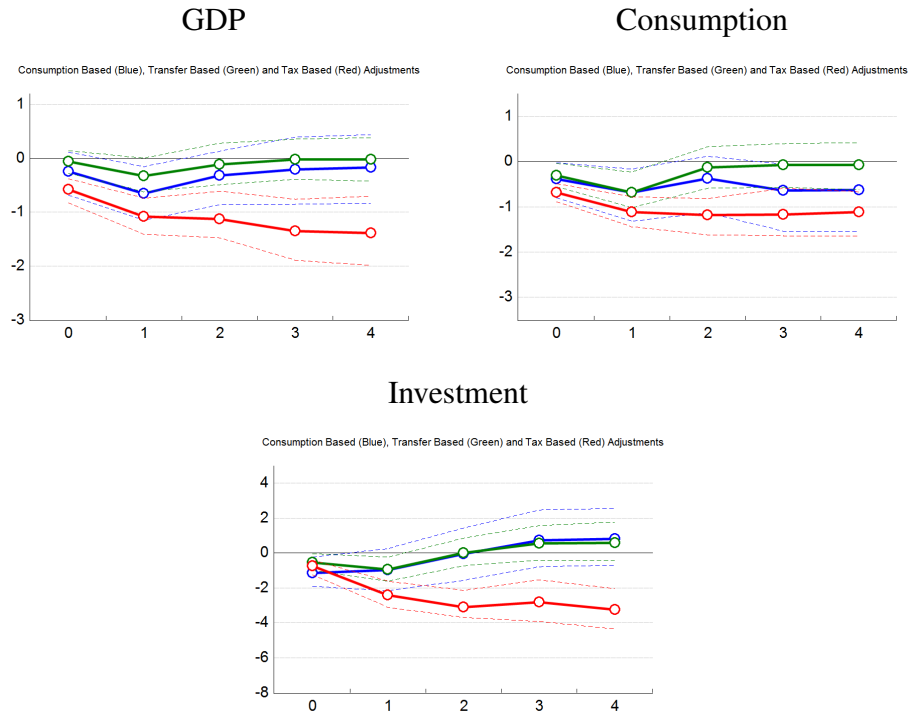 GDP
Consumption
Consumption Based (Blue), Transfer Based (Green) and Tax Based (Red) Adjustments
1
0
-1
-2
-3
0 1 2 3 4
Consumption Based (Blue), Transfer Based (Green) and Tax Based (Red) Adjustments
1
0
-1
-2
-3
0 1 2 3 4
Investment
Consumption Based (Blue), Transfer Based (Green) and Tax Based (Red) Adjustments
4
2
0
-2
-4
-6
-8
0 1 2 3 4